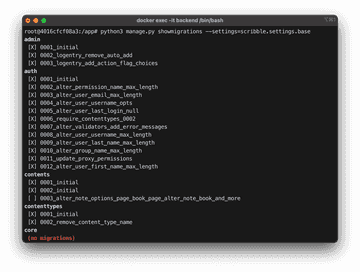 docker exec -it backend /bin/bash
root@4016cfcf08a3:/app# python3 manage.py showmigrations --settings=scribble.settings.base
admin
[X] 0001_initial
[X] 0002_logentry_remove_auto_add
[X] 0003_logentry_add_action_flag_choices
auth
[X] 0001_initial
[X] 0002_alter_permission_name_max_length
[X] 0003_alter_user_email_max_length
[X] 0004_alter_user_username_opts
[X] 0005_alter_user_last_login_null
[X] 0006_require_contenttypes_0002
[X] 0007_alter_validators_add_error_messages
[X] 0008_alter_user_username_max_length
[X] 0009_alter_user_last_name_max_length
[X] 0010_alter_group_name_max_length
[X] 0011_update_proxy_permissions
[X] 0012_alter_user_first_name_max_length
contents
[X] 0001_initial
[X] 0002_initial
[ ] 0003_alter_note_options_page_book_page_alter_note_book_and_more
contenttypes
[X] 0001_initial
[X] 0002_remove_content_type_name
core
(no migrations)